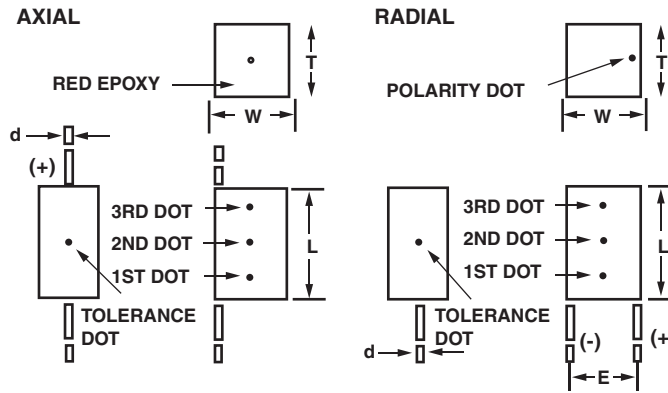 AXIAL
RED EPOXY
T
W
d
(+)
3RD DOT
2ND DOT
1ST DOT
L
TOLERANCE
DOT
RADIAL
POLARITY DOT
T
W
3RD DOT
2ND DOT
1ST DOT
L
TOLERANCE
DOT
d
(-)
(+
E